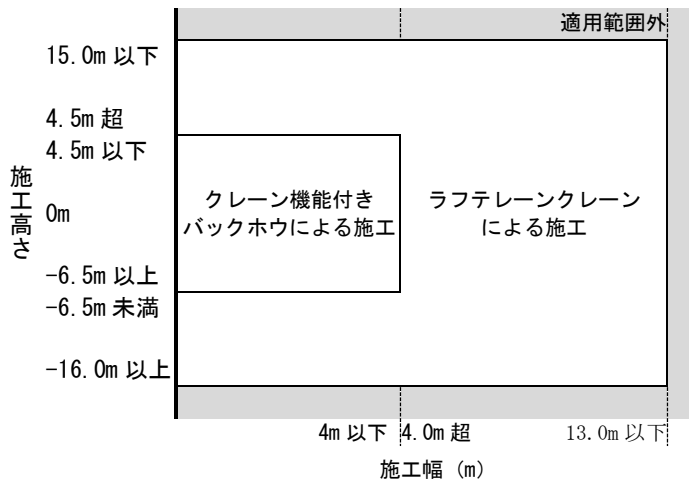 適用範囲外
15.0m 以下
4.5m 超
4.5m 以下
施工高さ
0m
クレーン機能付き
バックホウによる施工
ラフテレーンクレーン
による施工
-6.5m 以上
-6.5m 未満
-16.0m 以上
4m 以下
4.0m 超
13.0m 以下
施工幅 (m)